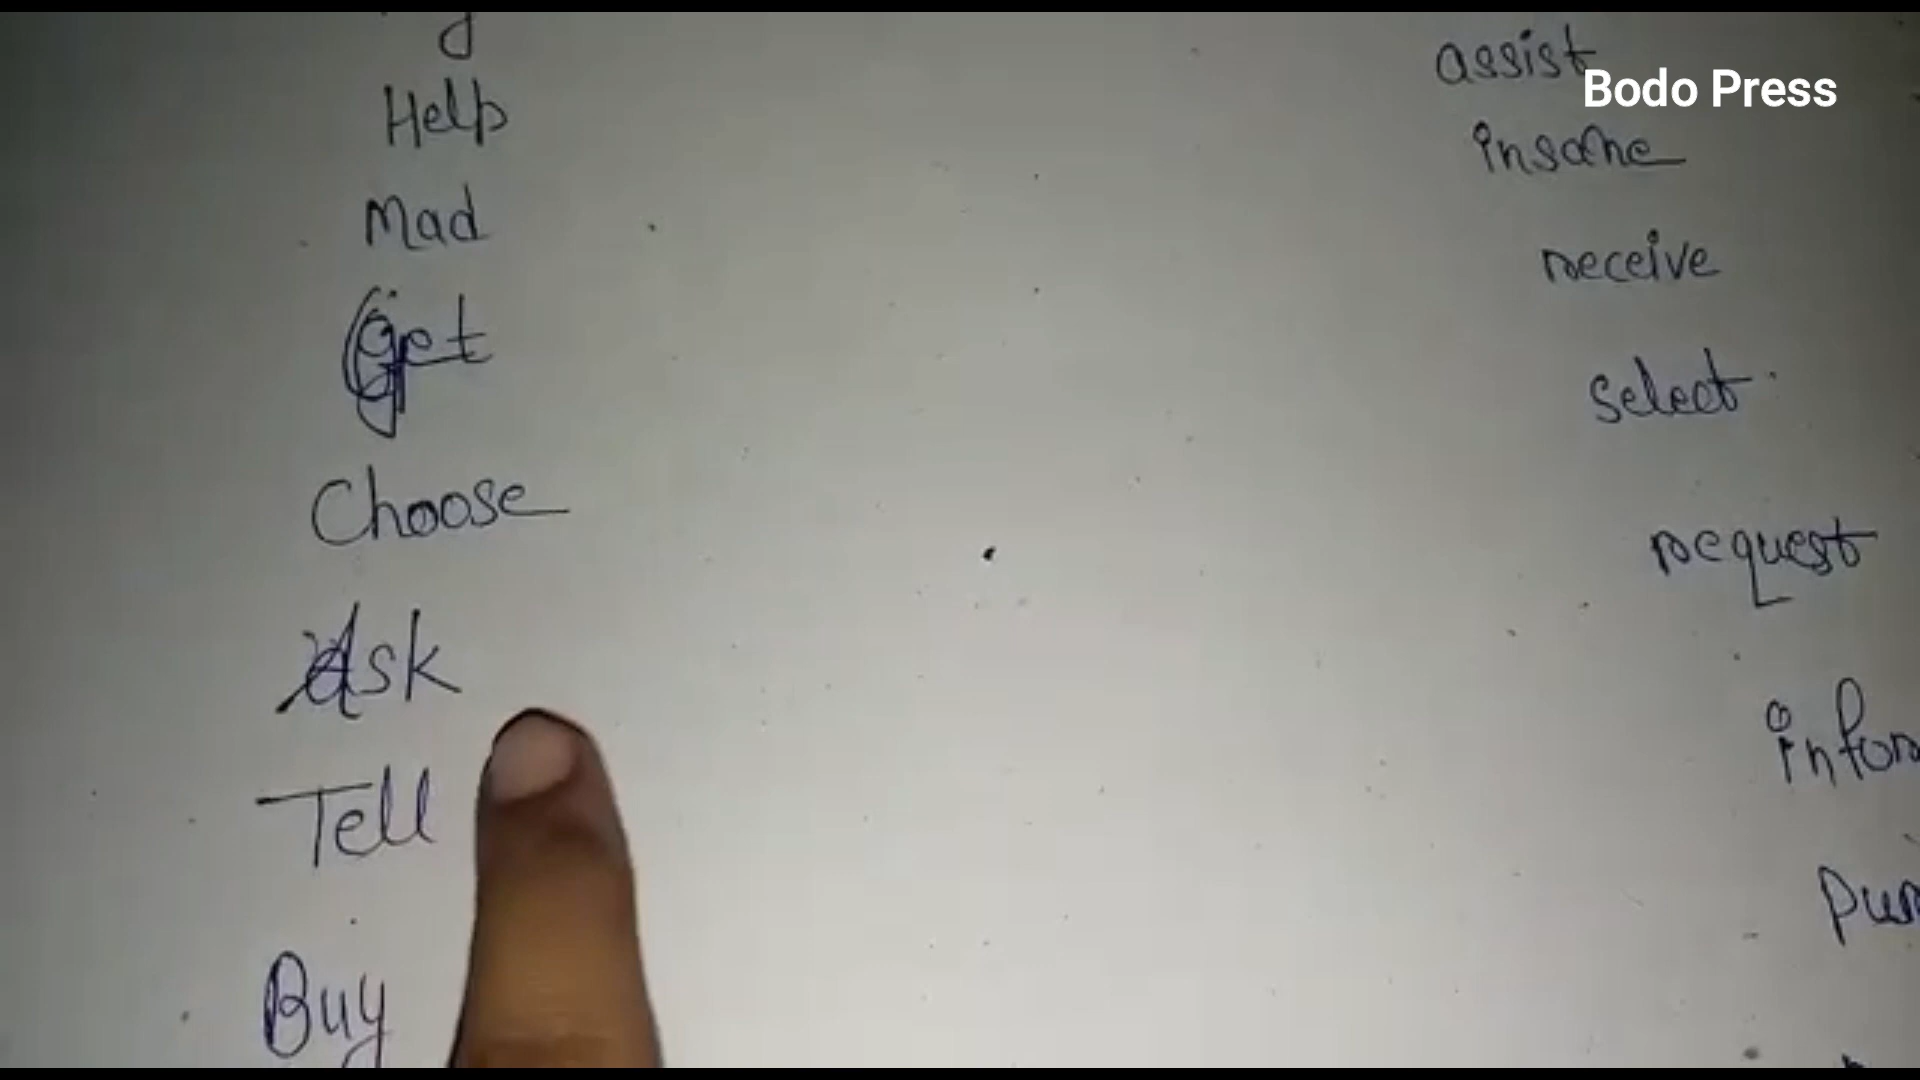 assist
Bodo Press
Help
insane
Mad
receive
Get
select
Choose
request
Ask
Tell
Buy